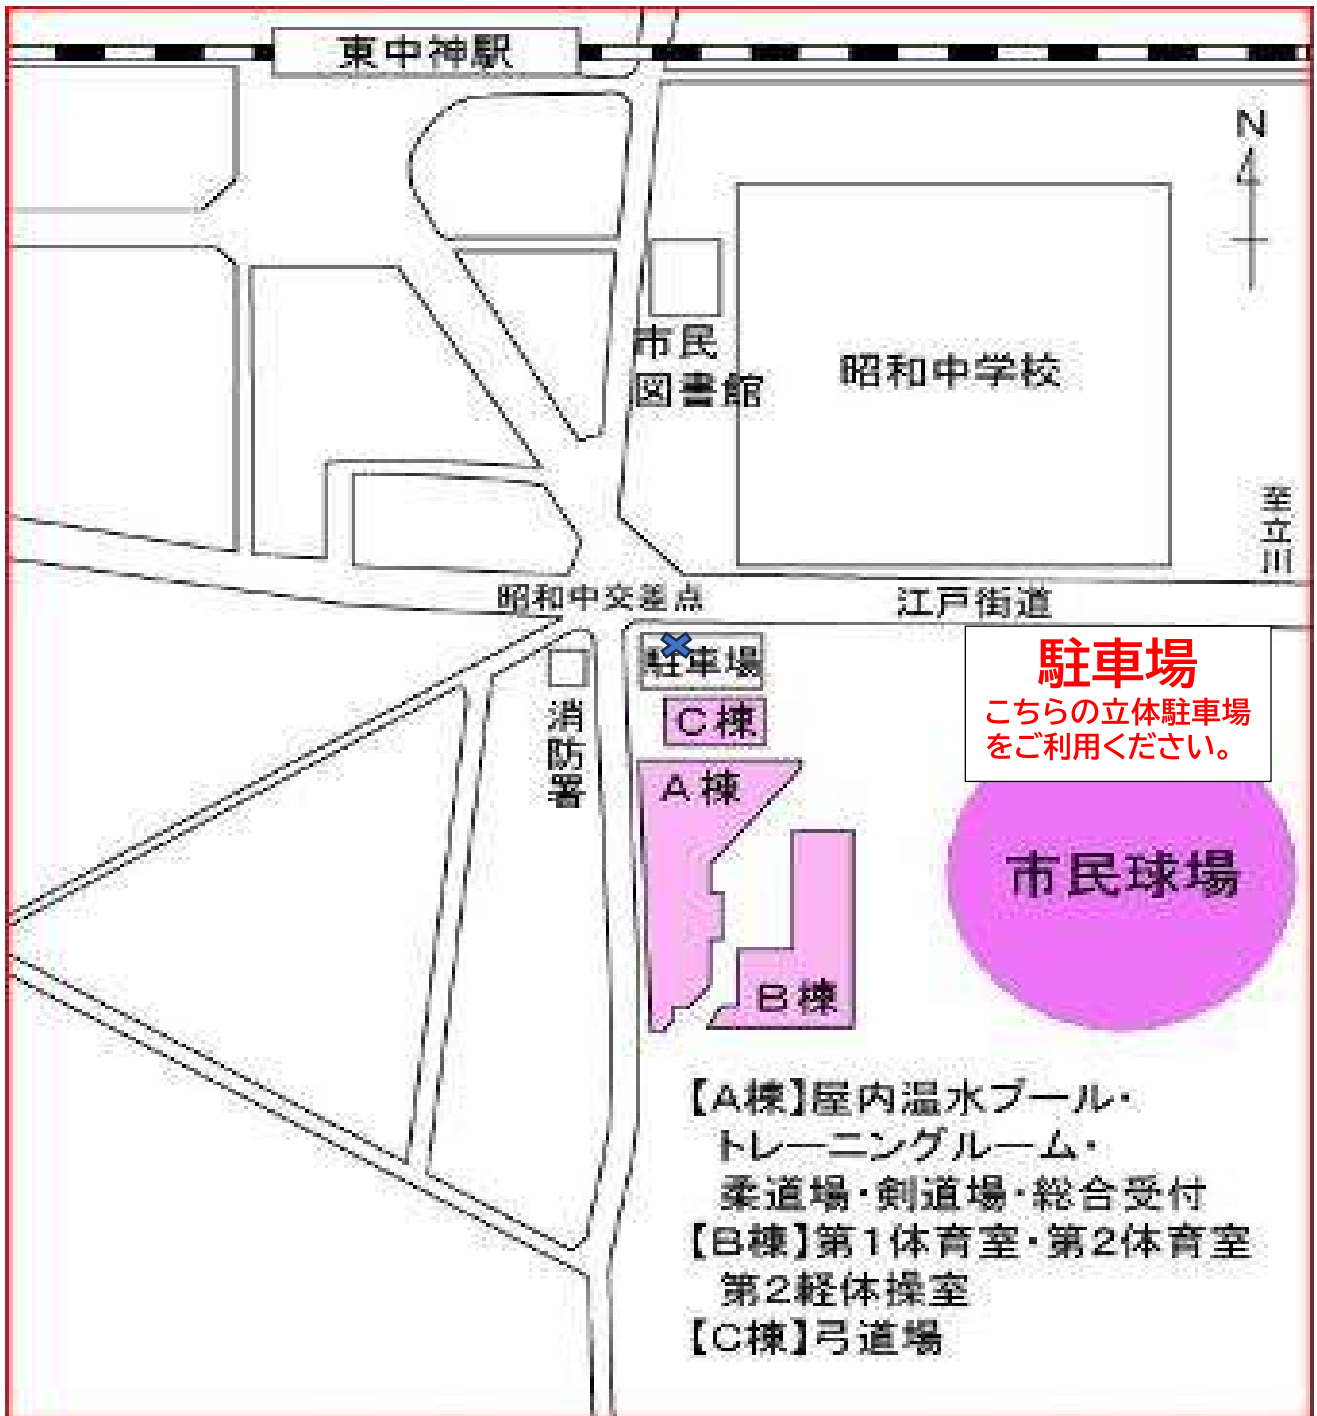 東中神駅
N
市民
図書館
昭和中学校
至立川
昭和中交差点
江戸街道
駐車場
消防署
C棟
A棟
B棟
駐車場
こちらの立体駐車場
をご利用ください。
市民球場
【A棟】屋内温水プール・
トレーニングルーム・
柔道場・剣道場・総合受付
【B棟】第1体育室・第2体育室
第2軽体操室
【C棟】弓道場